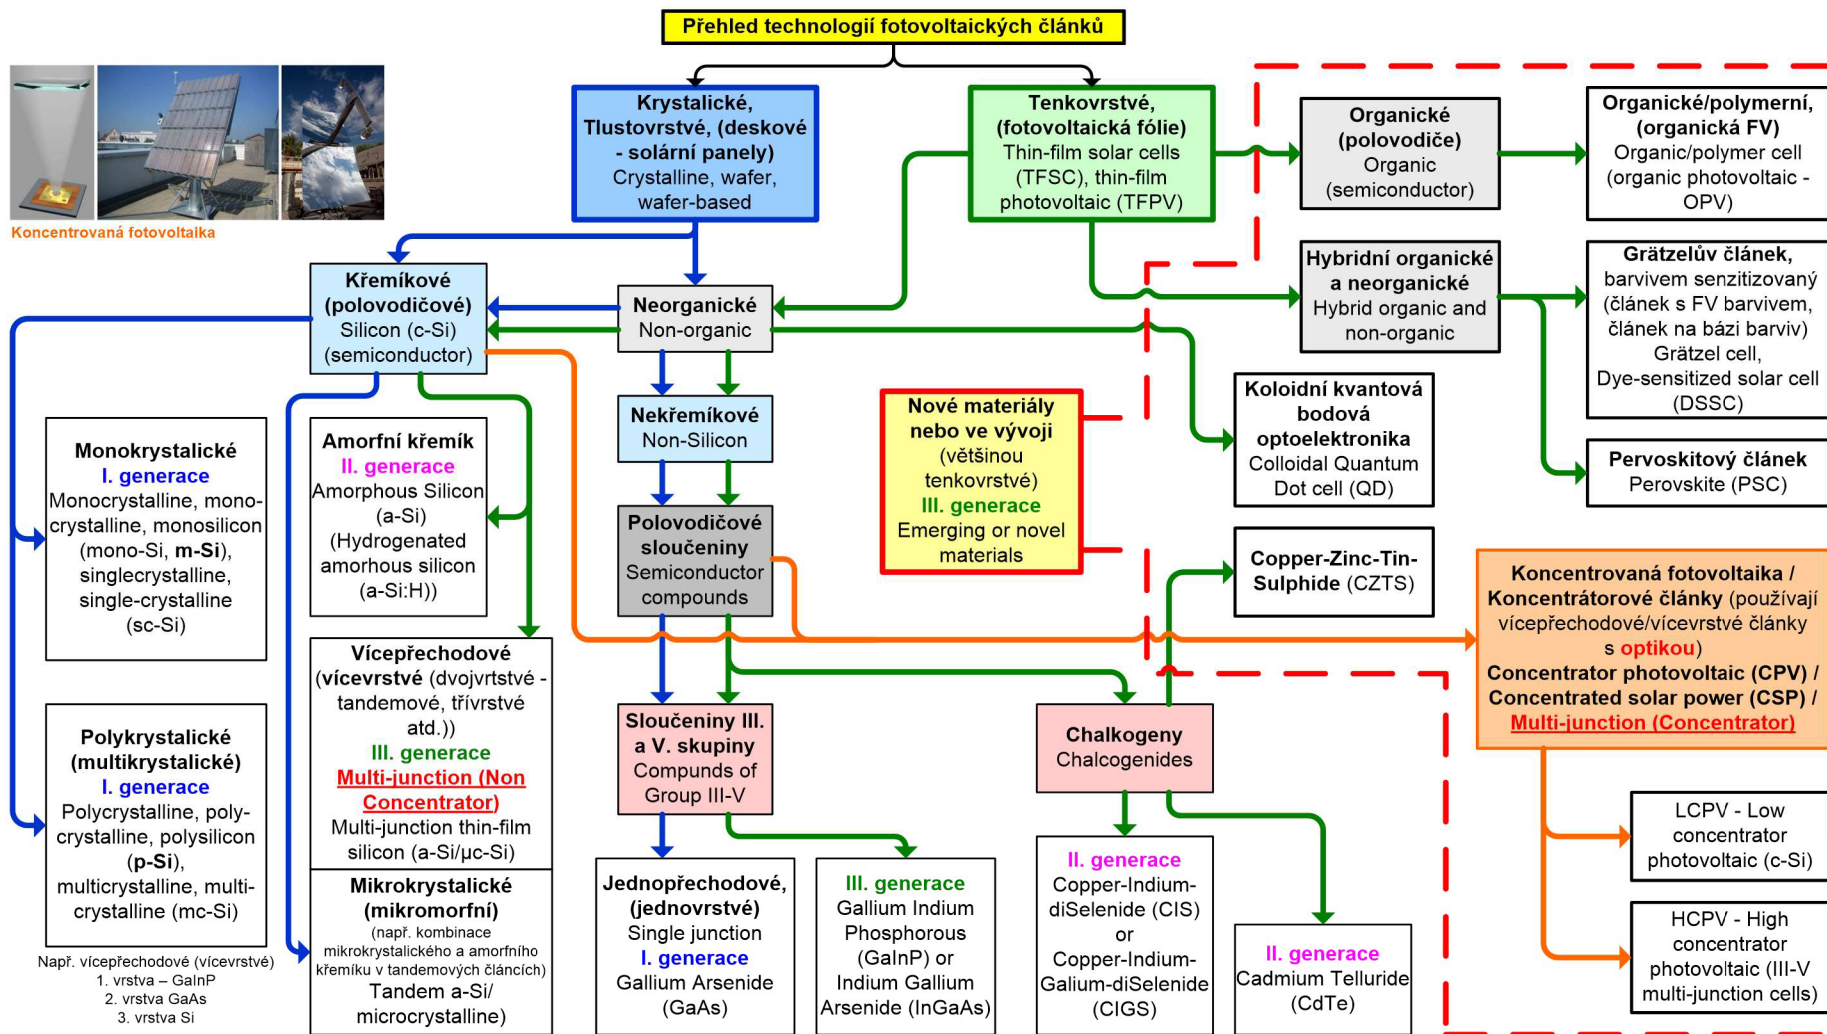 Přehled technologií fotovoltaických článků
Koncentrovaná fotovoltaika
Krystalické,
Tlustovrstvé, (deskové
- solární panely)
Crystalline, wafer,
wafer-based
Tenkovrstvé,
(fotovoltaická fólie)
Thin-film solar cells
(TFSC), thin-film
photovoltaic (TFPV)
Organické
(polovodiče)
Organic
(semiconductor)
Organické/polymerní,
(organická FV)
Organic/polymer cell
(organic photovoltaic -
OPV)
Křemíkové
(polovodičové)
Silicon (c-Si)
(semiconductor)
Neorganické
Non-organic
Hybridní organické
a neorganické
Hybrid organic and
non-organic
Grätzelův článek,
barvivem senzitizovaný
(článek s FV barvivem,
článek na bázi barviv)
Grätzel cell,
Dye-sensitized solar cell
(DSSC)
Nekřemíkové
Non-Silicon
Nové materiály
nebo ve vývoji
(většinou
tenkovrstvé)
III. generace
Emerging or novel
materials
Koloidní kvantová
bodová
optoelektronika
Colloidal Quantum
Dot cell (QD)
Pervoskitový článek
Perovskite (PSC)
Monokrystalické
I. generace
Monocrystalline, mono-
crystalline, monosilicon
(mono-Si, m-Si),
singlecrystalline,
single-crystalline
(sc-Si)
Amorfní křemík
II. generace
Amorphous Silicon
(a-Si)
(Hydrogenated
amorhous silicon
(a-Si:H))
Polovodičové
sloučeniny
Semiconductor
compounds
Copper-Zinc-Tin-
Sulphide (CZTS)
Koncentrovaná fotovoltaika /
Koncentrátorové články (používají
vícepřechodové/vícevrstvé články
s optikou)
Concentrator photovoltaic (CPV) /
Concentrated solar power (CSP) /
Multi-junction (Concentrator)
Polykrystalické
(multikrystalické)
I. generace
Polycrystalline, poly-
crystalline, polysilicon
(p-Si),
multicrystalline, multi-
crystalline (mc-Si)
Vícepřechodové
(vícevrstvé (dvojvrtstvé -
tandemové, třívrstvé
atd.))
III. generace
Multi-junction (Non
Concentrator)
Multi-junction thin-film
silicon (a-Si/µc-Si)
Sloučeniny III.
a V. skupiny
Compunds of
Group III-V
Chalkogeny
Chalcogenides
LCPV - Low
concentrator
photovoltaic (c-Si)
Např. vícepřechodové (vícevrstvé)
1. vrstva – GaInP
2. vrstva GaAs
3. vrstva Si
Mikrokrystalické
(mikromorfní)
(např. kombinace
mikrokrystalického a amorfního
křemíku v tandemových článcích)
Tandem a-Si/
microcrystalline)
Jednopřechodové,
(jednovrstvé)
Single junction
I. generace
Gallium Arsenide
(GaAs)
III. generace
Gallium Indium
Phosphorous
(GaInP) or
Indium Gallium
Arsenide (InGaAs)
II. generace
Copper-Indium-
diSelenide (CIS)
or
Copper-Indium-
Galium-diSelenide
(CIGS)
II. generace
Cadmium Telluride
(CdTe)
HCPV - High
concentrator
photovoltaic (III-V
multi-junction cells)